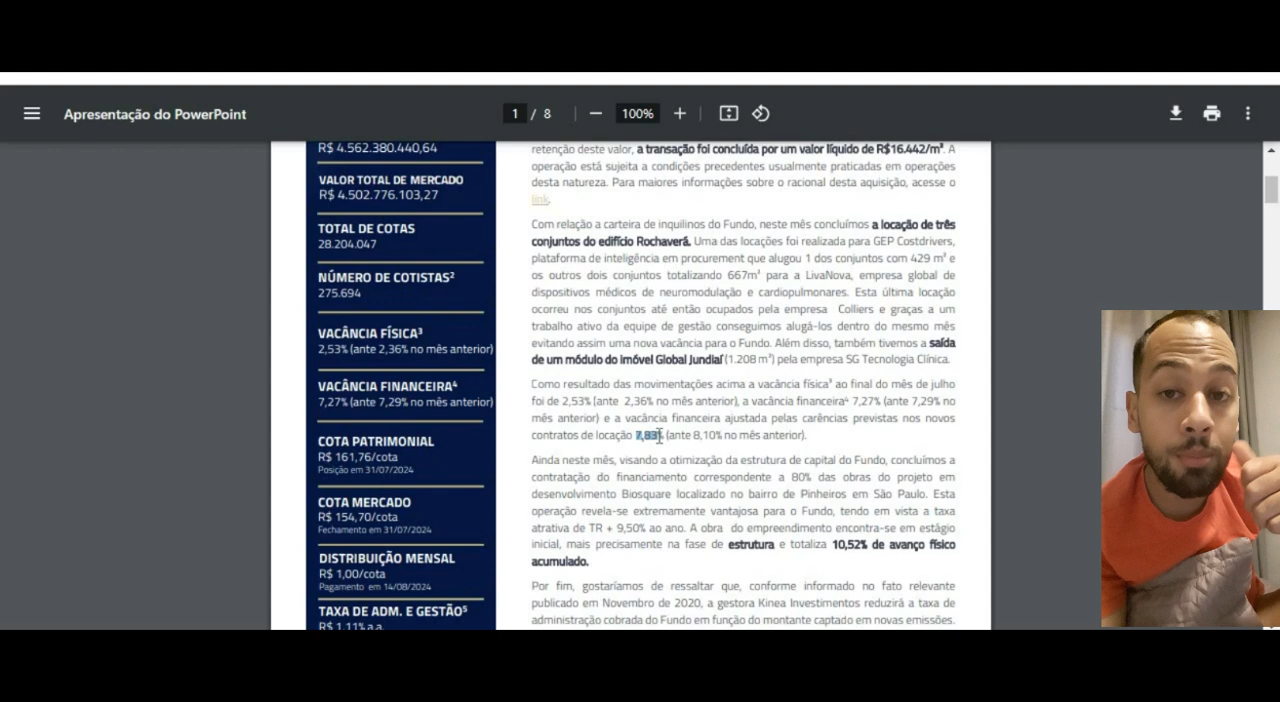 Apresentação do PowerPoint
1 / 8
100%
R$ 4.562.380.440,64
VALOR TOTAL DE MERCADO
R$ 4.502.776.103,27
TOTAL DE COTAS
28.204.047
NÚMERO DE COTISTAS²
275.694
VACÂNCIA FÍSICA³
2,53% (ante 2,36% no mês anterior)
VACÂNCIA FINANCEIRA⁴
7,27% (ante 7,29% no mês anterior)
COTA PATRIMONIAL
R$ 161,76/cota
Posição em 31/07/2024
COTA MERCADO
R$ 154,70/cota
Fechamento em 31/07/2024
DISTRIBUIÇÃO MENSAL
R$ 1,00/cota
Pagamento em 14/08/2024
TAXA DE ADM. E GESTÃO⁵
R$ 1,11% a.a.
retenção deste valor, a transação foi concluída por um valor líquido de R$16.442/m². A
operação está sujeita a condições precedentes usualmente praticadas em operações
desta natureza. Para maiores informações sobre o racional desta aquisição, acesse o
link.
Com relação a carteira de inquilinos do Fundo, neste mês concluímos a locação de três
conjuntos do edifício Rochaverá. Uma das locações foi realizada para GEP Costdrivers,
plataforma de inteligência em procurement que alugou 1 dos conjuntos com 429 m² e
os outros dois conjuntos totalizando 667m² para a LivaNova, empresa global de
dispositivos médicos de neuromodulação e cardiopulmonares. Esta última locação
ocorreu nos conjuntos até então ocupados pela empresa Colliers e graças a um
trabalho ativo da equipe de gestão conseguimos alugá-los dentro do mesmo mês
evitando assim uma nova vacância para o Fundo. Além disso, também tivemos a saída
de um módulo do imóvel Global Jundiaí (1.208 m²) pela empresa SG Tecnologia Clínica.
Como resultado das movimentações acima a vacância física³ ao final do mês de julho
foi de 2,53% (ante 2,36% no mês anterior), a vacância financeira⁴ 7,27% (ante 7,29% no
mês anterior) e a vacância financeira ajustada pelas carências previstas nos novos
contratos de locação 7,83% (ante 8,10% no mês anterior).
Ainda neste mês, visando a otimização da estrutura de capital do Fundo, concluímos a
contratação do financiamento correspondente a 80% das obras do projeto em
desenvolvimento Biosquare localizado no bairro de Pinheiros em São Paulo. Esta
operação revela-se extremamente vantajosa para o Fundo, tendo em vista a taxa
atrativa de TR + 9,50% ao ano. A obra do empreendimento encontra-se em estágio
inicial, mais precisamente na fase de estrutura e totaliza 10,52% de avanço físico
acumulado.
Por fim, gostaríamos de ressaltar que, conforme informado no fato relevante
publicado em Novembro de 2020, a gestora Kinea Investimentos reduzirá a taxa de
administração cobrada do Fundo em função do montante captado em novas emissões.